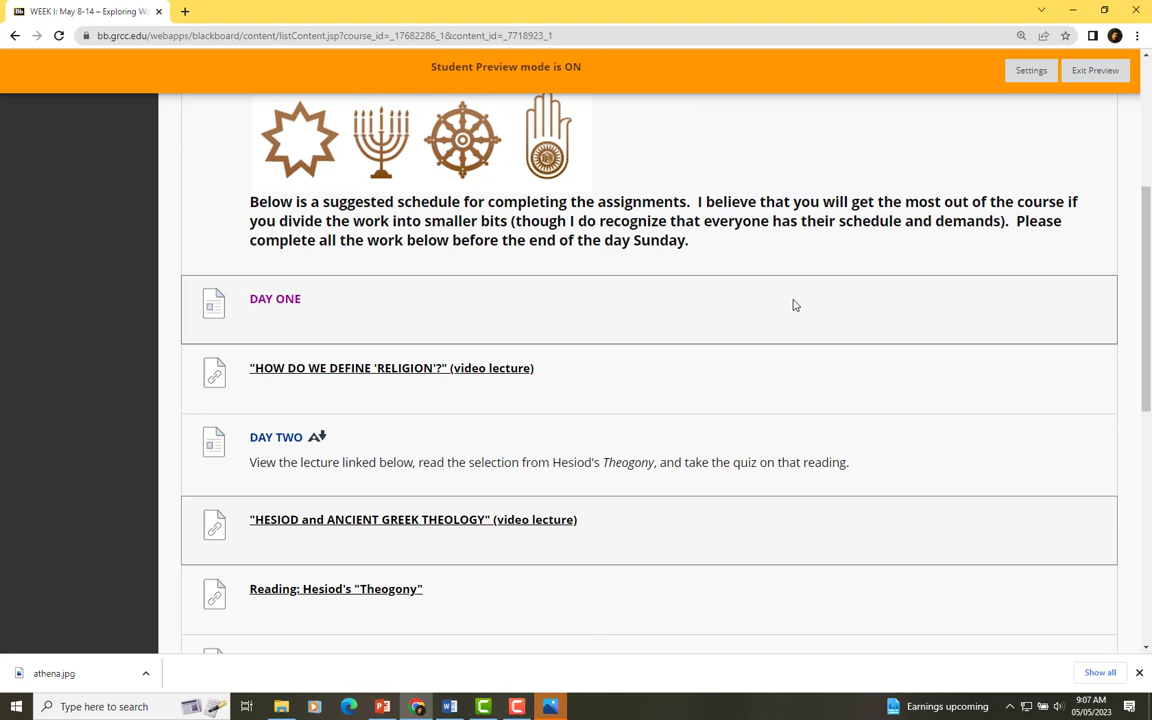 WEEK I: May 8-14 – Exploring Wo
bb.grcc.edu/webapps/blackboard/content/listContent.jsp?course_id=_17682286_1&content_id=_7718923_1
Student Preview mode is ON
Settings
Exit Preview
Below is a suggested schedule for completing the assignments. I believe that you will get the most out of the course if
you divide the work into smaller bits (though I do recognize that everyone has their schedule and demands). Please
complete all the work below before the end of the day Sunday.
DAY ONE
"HOW DO WE DEFINE 'RELIGION'?" (video lecture)
DAY TWO
View the lecture linked below, read the selection from Hesiod's Theogony, and take the quiz on that reading.
"HESIOD and ANCIENT GREEK THEOLOGY" (video lecture)
Reading: Hesiod's "Theogony"
athena.jpg
Show all
Type here to search
Earnings upcoming
9:07 AM
05/05/2023